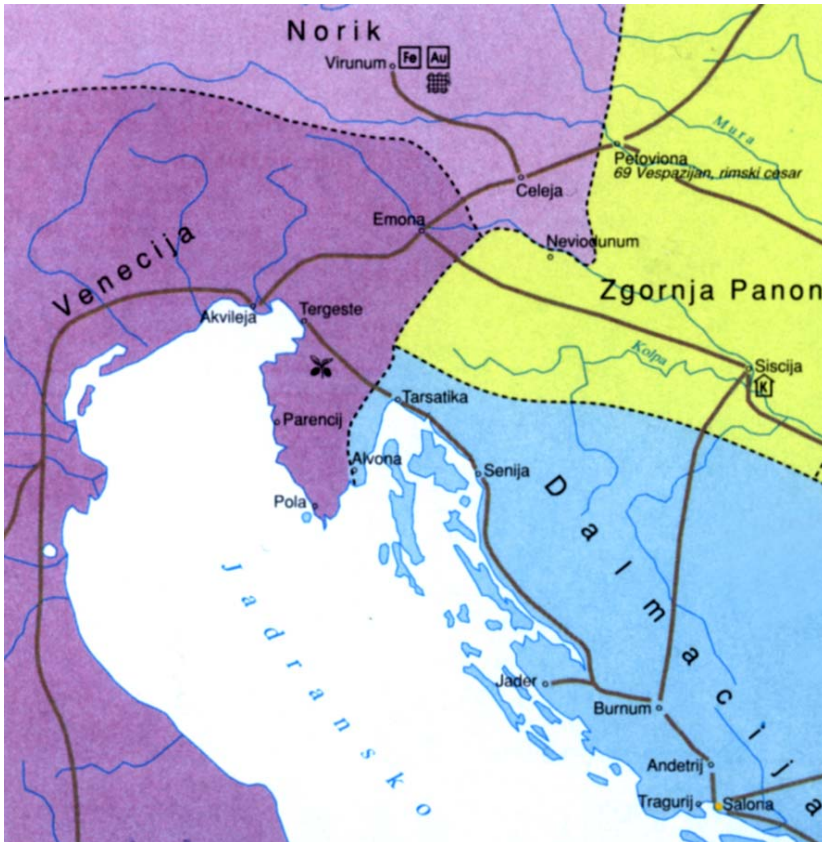 Norik
Virunum
Fe
Au
Mura
Petoviona
69 Vespazijan, rimski cesar
Celeja
Emona
Neviodunum
Venecija
Zgornja Panon
Akvileja
Tergeste
Kolpa
Siscija
K
Tarsatika
Parencij
Alvona
Senija
Pola
Dalmacija
Jadransko
Jader
Burnum
Andetrij
Tragurij
Salona